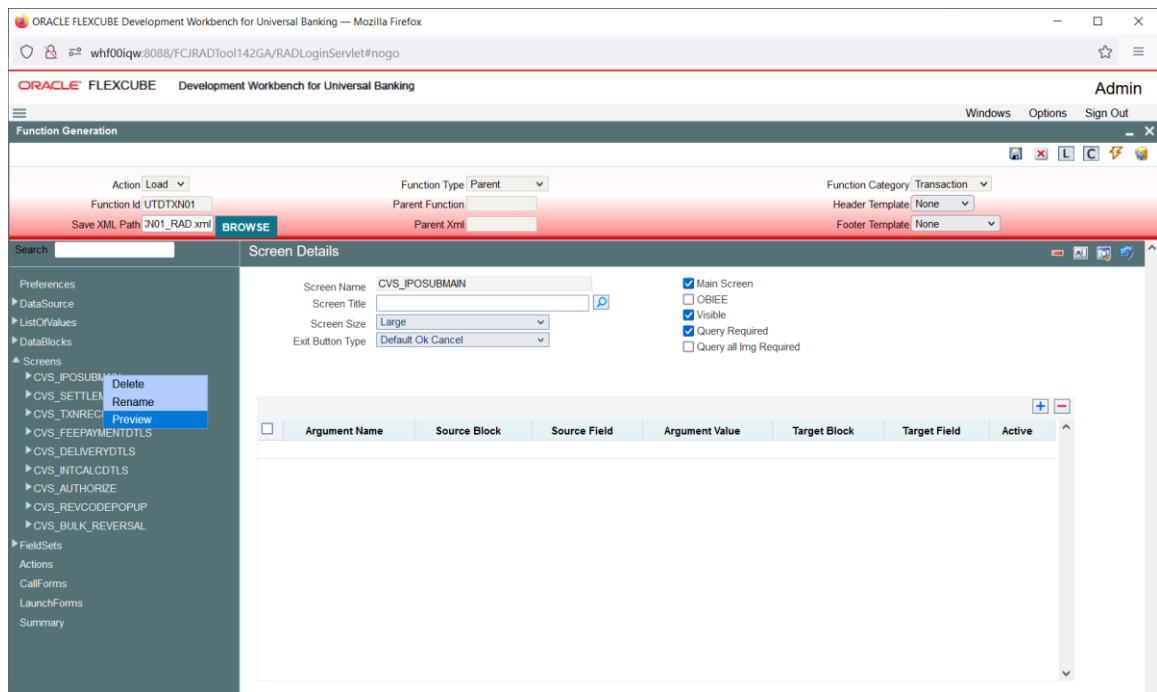 ORACLE FLEXCUBE Development Workbench for Universal Banking — Mozilla Firefox
whf00iqw:8088/FCJRADTool142GA/RADLoginServlet#nogo
ORACLE FLEXCUBE Development Workbench for Universal Banking
Admin
Windows Options Sign Out
Function Generation
L C
Action Load Function Type Parent Function Category Transaction
Function Id UTDTXN01 Parent Function Header Template None
Save XML Path N01_RAD.xml BROWSE Parent Xml Footer Template None
Search
Screen Details
Preferences
DataSource
ListOfValues
DataBlocks
Screens
CVS_IPOSUBM
CVS_SETTLEM
CVS_TXNREC
CVS_FEEPAYMENTDTLS
CVS_DELIVERYDTLS
CVS_INTCALCDTLS
CVS_AUTHORIZE
CVS_REVCODEPOPUP
CVS_BULK_REVERSAL
FieldSets
Actions
CallForms
LaunchForms
Summary
Delete
Rename
Preview
Screen Name CVS_IPOSUBMAIN
Screen Title
Screen Size Large
Exit Button Type Default Ok Cancel
Main Screen
OBIEE
Visible
Query Required
Query all Img Required
Argument Name Source Block Source Field Argument Value Target Block Target Field Active